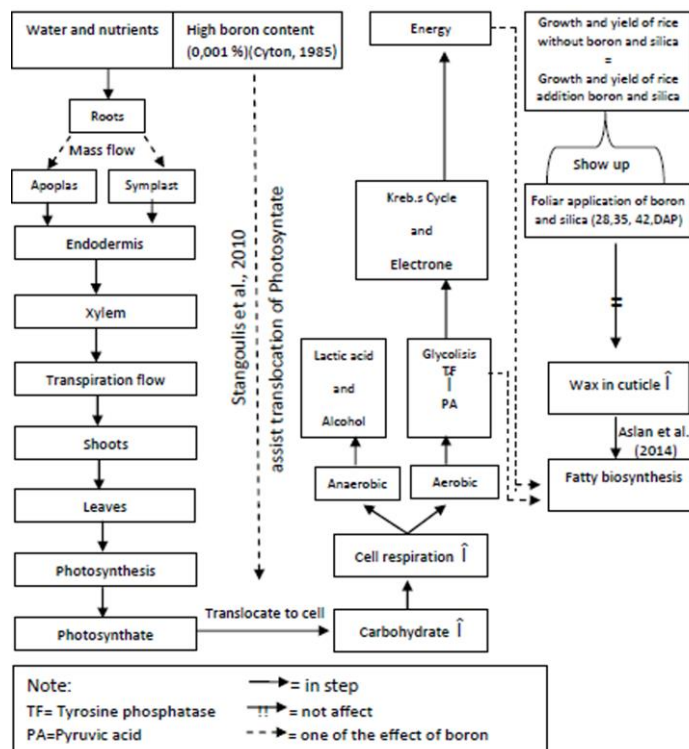 Water and nutrients
High boron content
(0,001 %)(Cyton, 1985)
Roots
Mass flow
Apoplas
Symplast
Endodermis
Xylem
Transpiration flow
Shoots
Leaves
Photosynthesis
Photosynthate
Stangoulis et al., 2010
assist translocation of Photosyntate
Translocate to cell
Carbohydrate Î
Cell respiration Î
Anaerobic
Aerobic
Lactic acid
and
Alcohol
Glycolisis
TF
Î
PA
Kreb.s Cycle
and
Electrone
Energy
Growth and yield of rice
without boron and silica
=
Growth and yield of rice
addition boron and silica
Show up
Foliar application of boron
and silica (28,35, 42,DAP)
Wax in cuticle Î
Aslan et al.
(2014)
Fatty biosynthesis
Note:
= in step
TF= Tyrosine phosphatase
!! = not affect
PA=Pyruvic acid
= one of the effect of boron